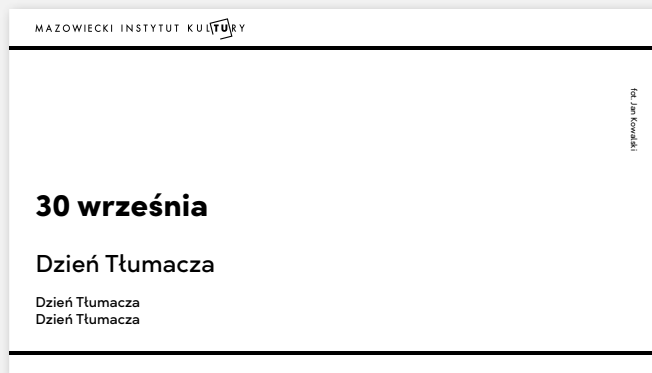 MAZOWIECKI INSTYTUT KULTURY
fot. Jan Kowalski
30 września
Dzień Tłumacza
Dzień Tłumacza
Dzień Tłumacza